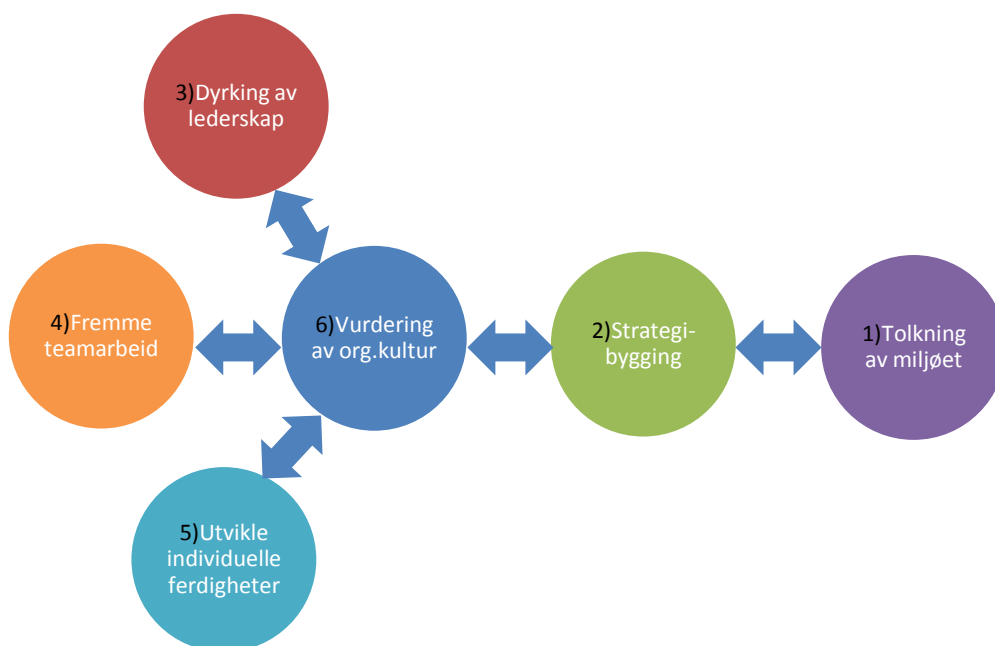 3)Dyrking av
lederskap
4)Fremme
teamarbeid
6)Vurdering
av org.kultur
2)Strategi-
bygging
1)Tolkning
av miljøet
5)Utvikle
individuelle
ferdigheter